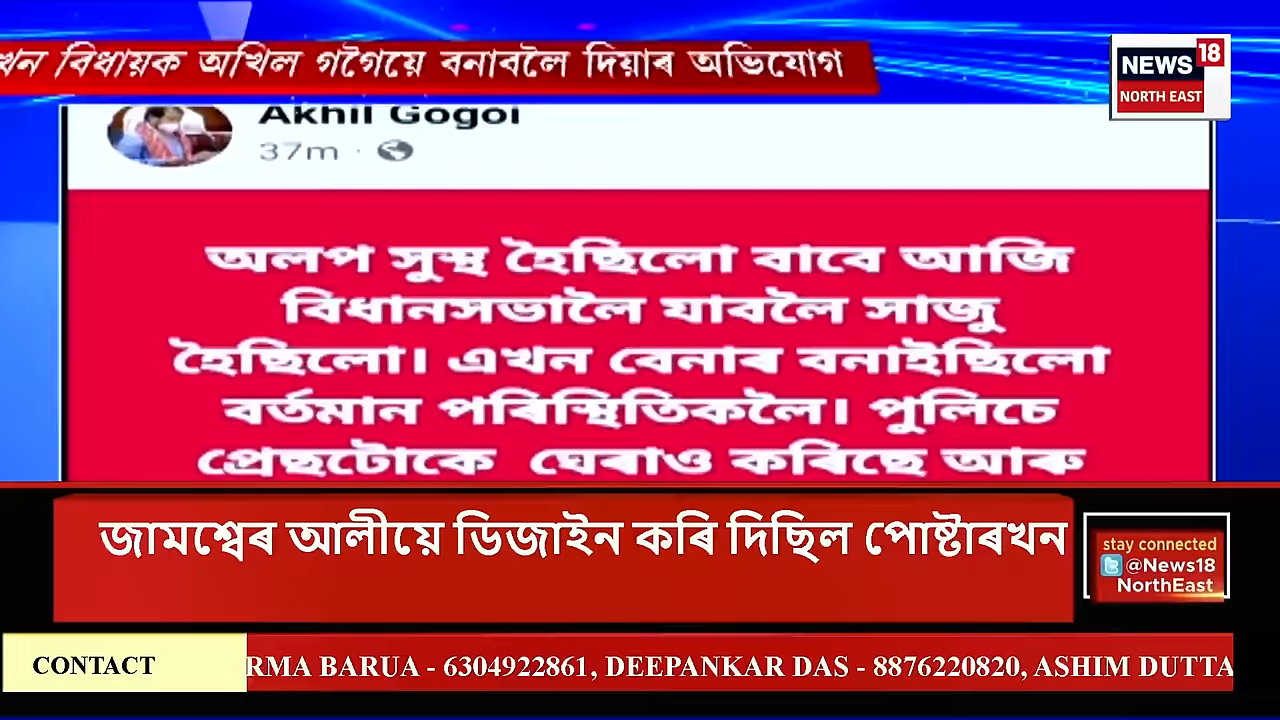 খন বিধায়ক অখিল গগৈয়ে বনাবলৈ দিয়াৰ অভিযোগ
NEWS 18
NORTH EAST
Akhil Gogoi
37m ·
অলপ সুস্থ হৈছিলো বাবে আজি
বিধানসভালৈ যাবলৈ সাজু
হৈছিলো। এখন বেনাৰ বনাইছিলো
বৰ্তমান পৰিস্থিতিকলৈ। পুলিচে
প্ৰেছটোকে ঘেৰাও কৰিছে আৰু
জামশ্বেৰ আলীয়ে ডিজাইন কৰি দিছিল পোষ্টাৰখন
stay connected
@News18
NorthEast
CONTACT
RMA BARUA - 6304922861, DEEPANKAR DAS - 8876220820, ASHIM DUTTA